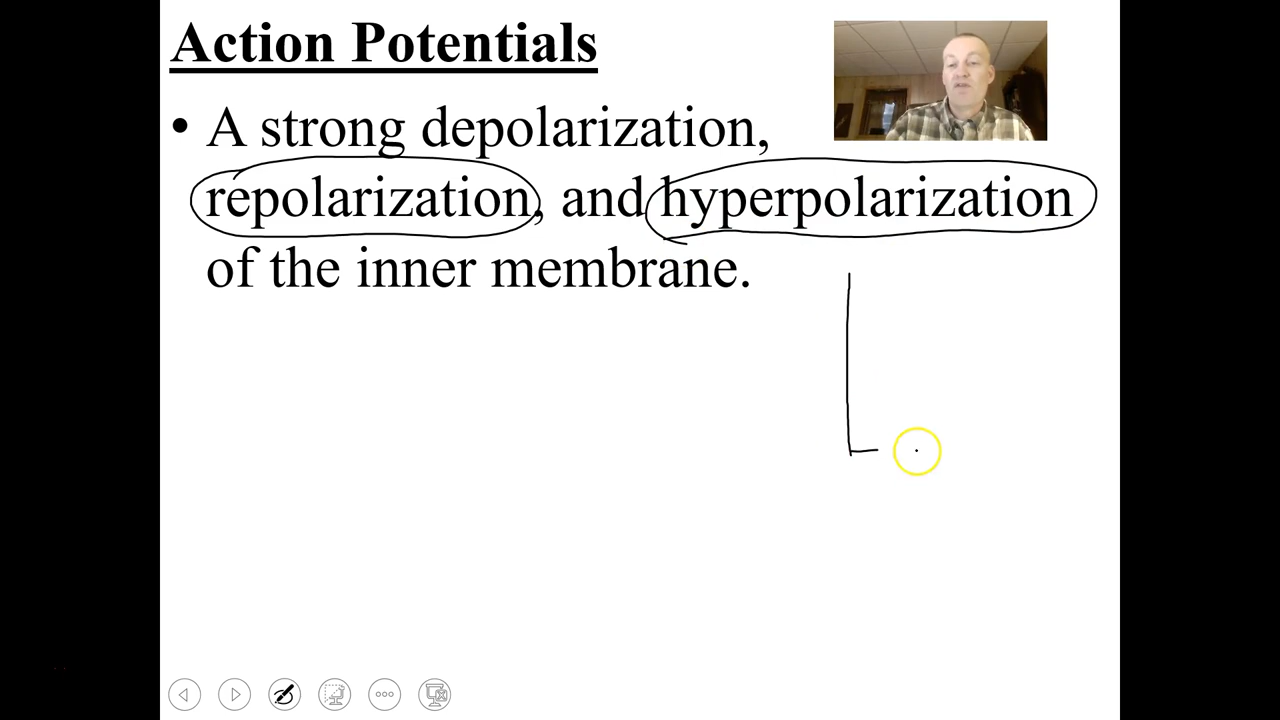 Action Potentials
• A strong depolarization,
repolarization, and hyperpolarization
of the inner membrane.